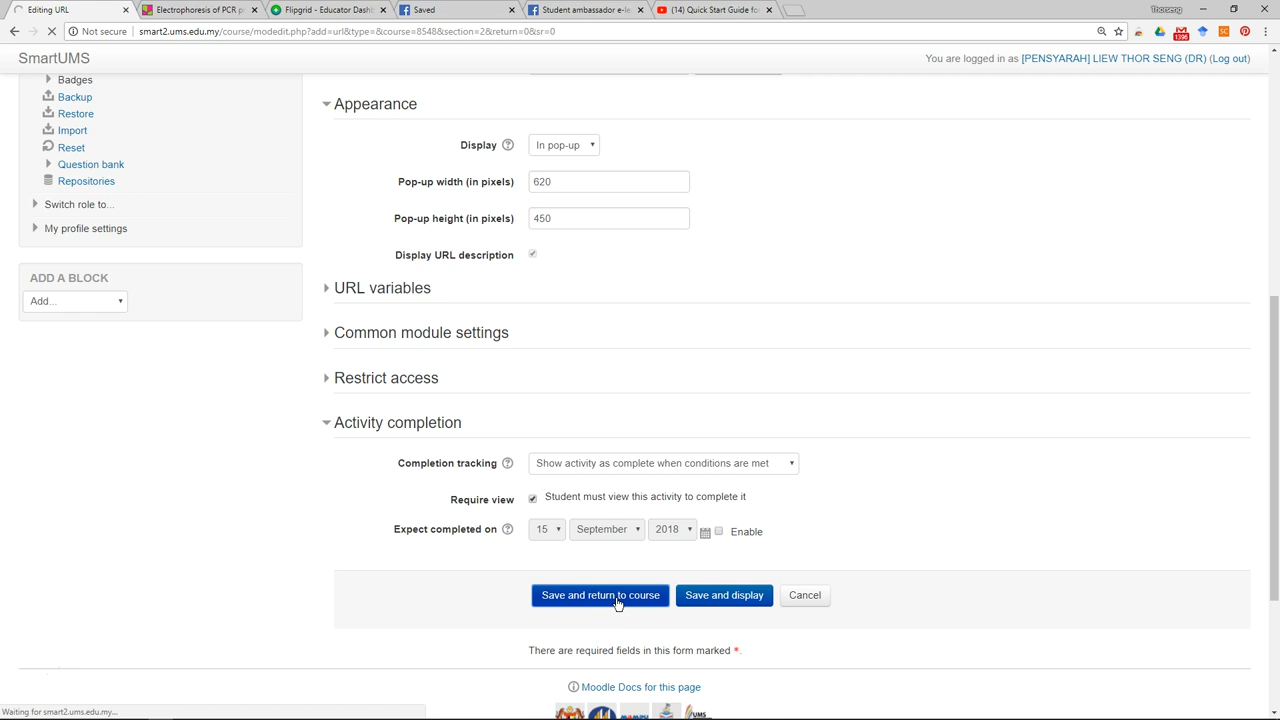 Editing URL
Electrophoresis of PCR p
Flipgrid - Educator Dashb
Saved
Student ambassador e-le
(14) Quick Start Guide fo
Thorseng
Not secure
smart2.ums.edu.my/course/modedit.php?add=url&type=&course=8548&section=2&return=0&sr=0
1396
SmartUMS
You are logged in as [PENSYARAH] LIEW THOR SENG (DR) (Log out)
Badges
Backup
Restore
Import
Reset
Question bank
Repositories
Switch role to...
My profile settings
ADD A BLOCK
Add...
Appearance
Display
In pop-up
Pop-up width (in pixels)
620
Pop-up height (in pixels)
450
Display URL description
URL variables
Common module settings
Restrict access
Activity completion
Completion tracking
Show activity as complete when conditions are met
Require view
Student must view this activity to complete it
Expect completed on
15 September 2018 Enable
Save and return to course
Save and display
Cancel
There are required fields in this form marked *.
Moodle Docs for this page
Waiting for smart2.ums.edu.my...
UMS